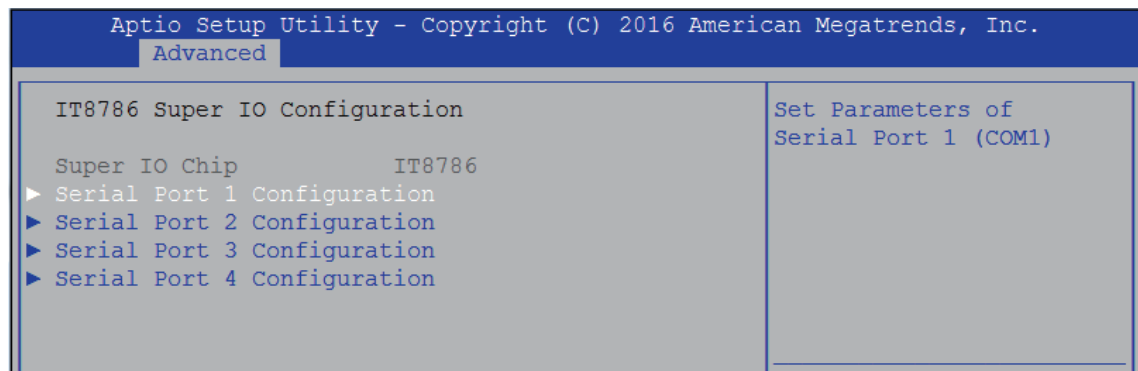 Aptio Setup Utility - Copyright (C) 2016 American Megatrends, Inc.
Advanced
IT8786 Super IO Configuration
Super IO Chip IT8786
► Serial Port 1 Configuration
► Serial Port 2 Configuration
► Serial Port 3 Configuration
► Serial Port 4 Configuration
Set Parameters of
Serial Port 1 (COM1)